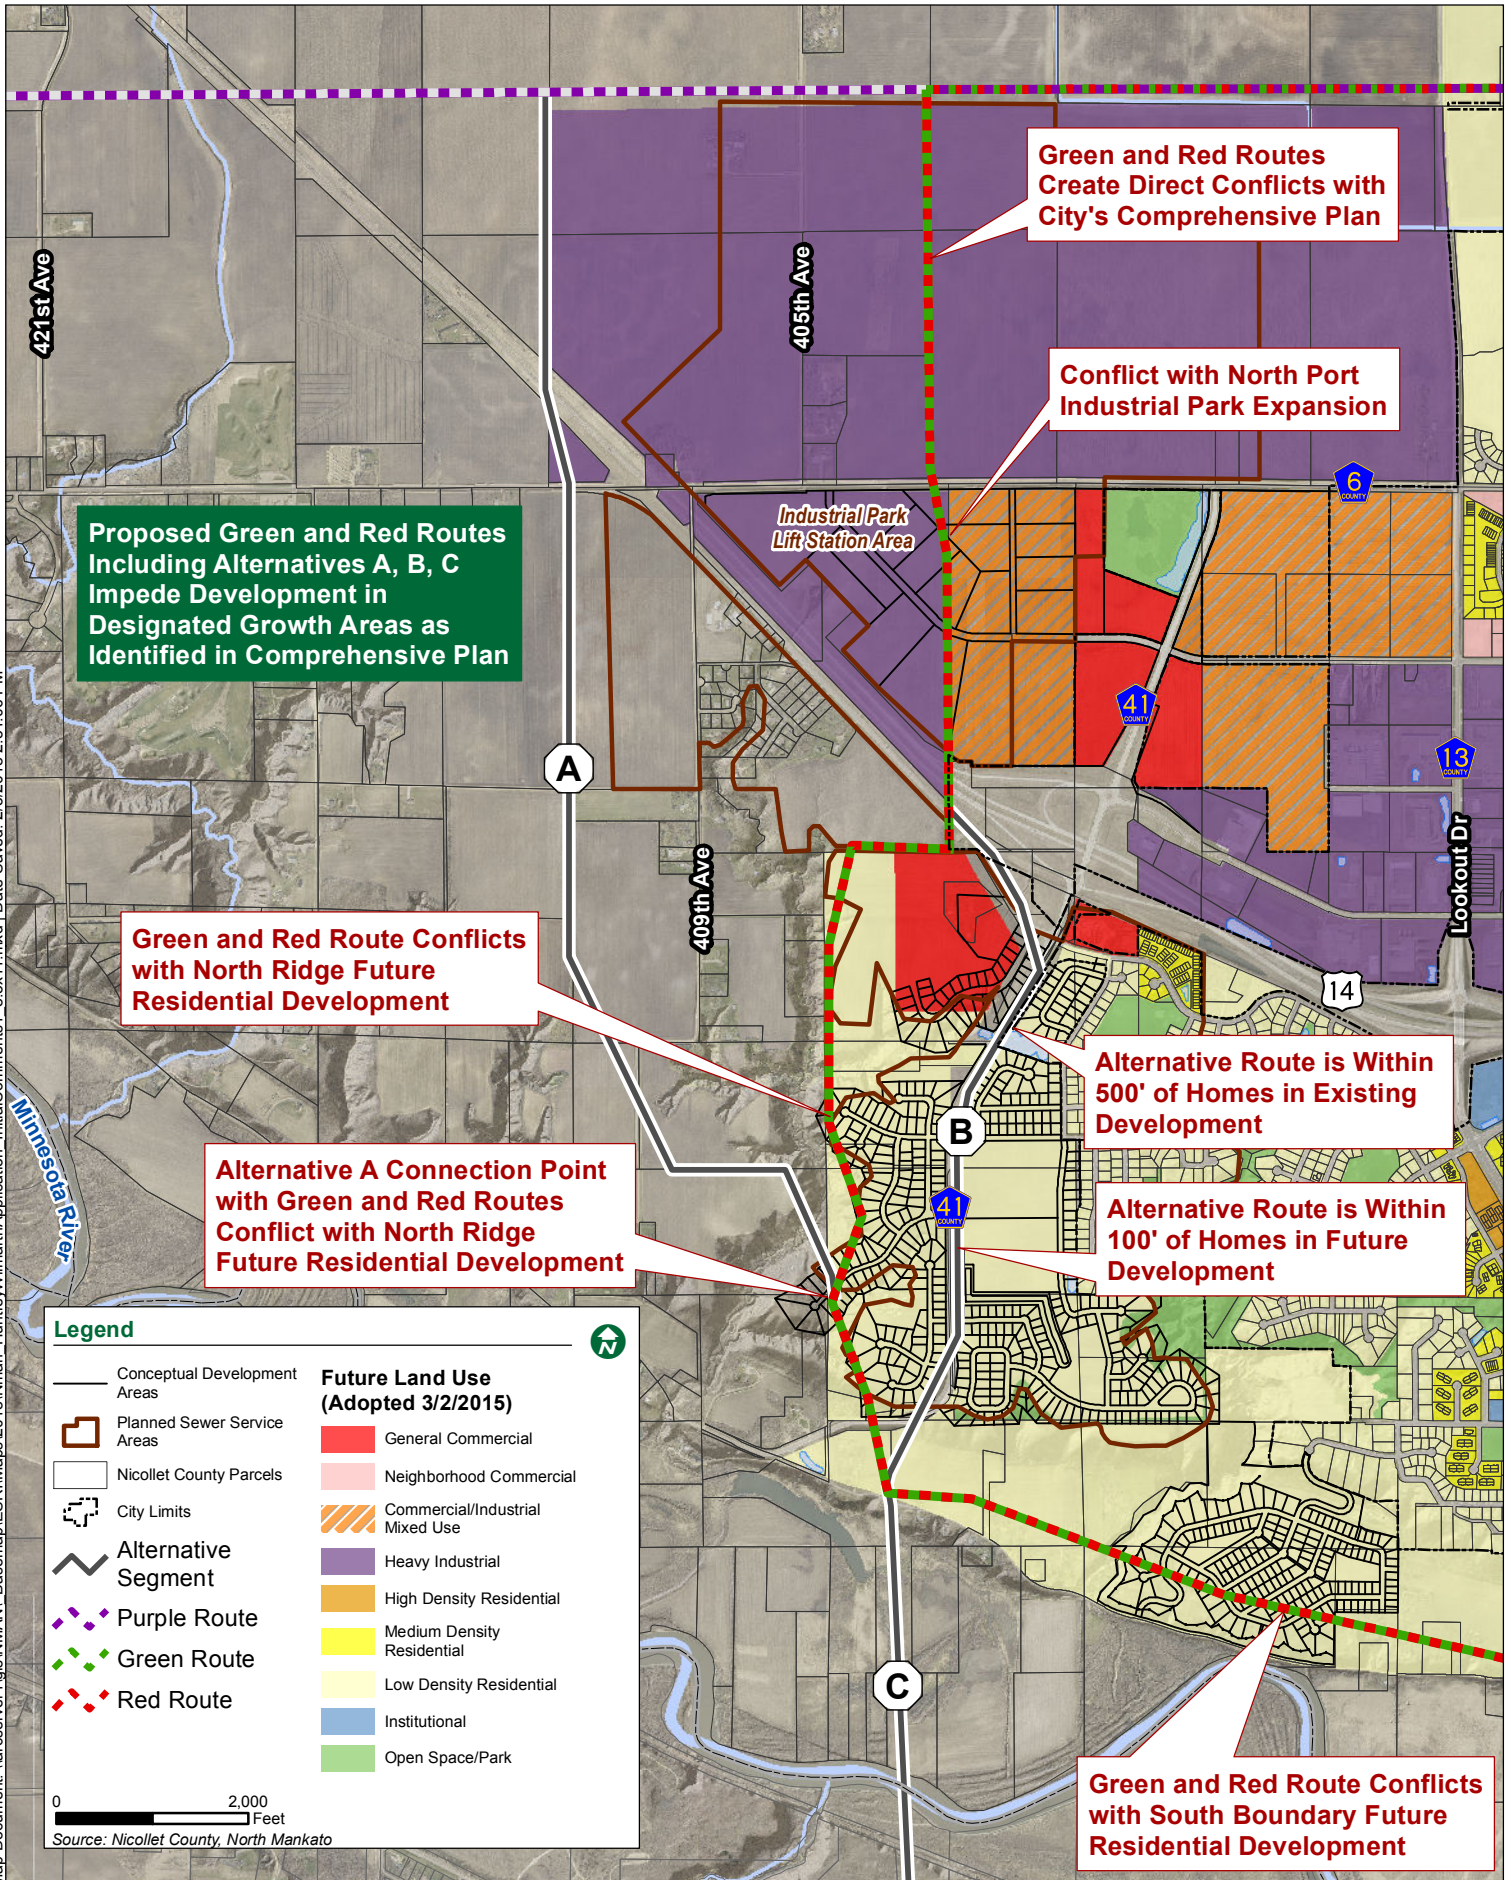 Green and Red Routes
Create Direct Conflicts with
City's Comprehensive Plan
421st Ave
405th Ave
Conflict with North Port
Industrial Park Expansion
6
COUNTY
Industrial Park
Lift Station Area
Proposed Green and Red Routes
Including Alternatives A, B, C
Impede Development in
Designated Growth Areas as
Identified in Comprehensive Plan
41
COUNTY
13
COUNTY
A
Lookout Dr
409th Ave
Green and Red Route Conflicts
with North Ridge Future
Residential Development
14
Alternative Route is Within
500' of Homes in Existing
Development
B
Minnesota River
Alternative A Connection Point
with Green and Red Routes
Conflict with North Ridge
Future Residential Development
41
COUNTY
Alternative Route is Within
100' of Homes in Future
Development
Legend
N
Conceptual Development
Areas
Planned Sewer Service
Areas
Nicollet County Parcels
City Limits
Alternative
Segment
Purple Route
Green Route
Red Route
Future Land Use
(Adopted 3/2/2015)
General Commercial
Neighborhood Commercial
Commercial/Industrial
Mixed Use
Heavy Industrial
High Density Residential
Medium Density
Residential
Low Density Residential
Institutional
Open Space/Park
0 2,000
Feet
Source: Nicollet County, North Mankato
C
Green and Red Route Conflicts
with South Boundary Future
Residential Development